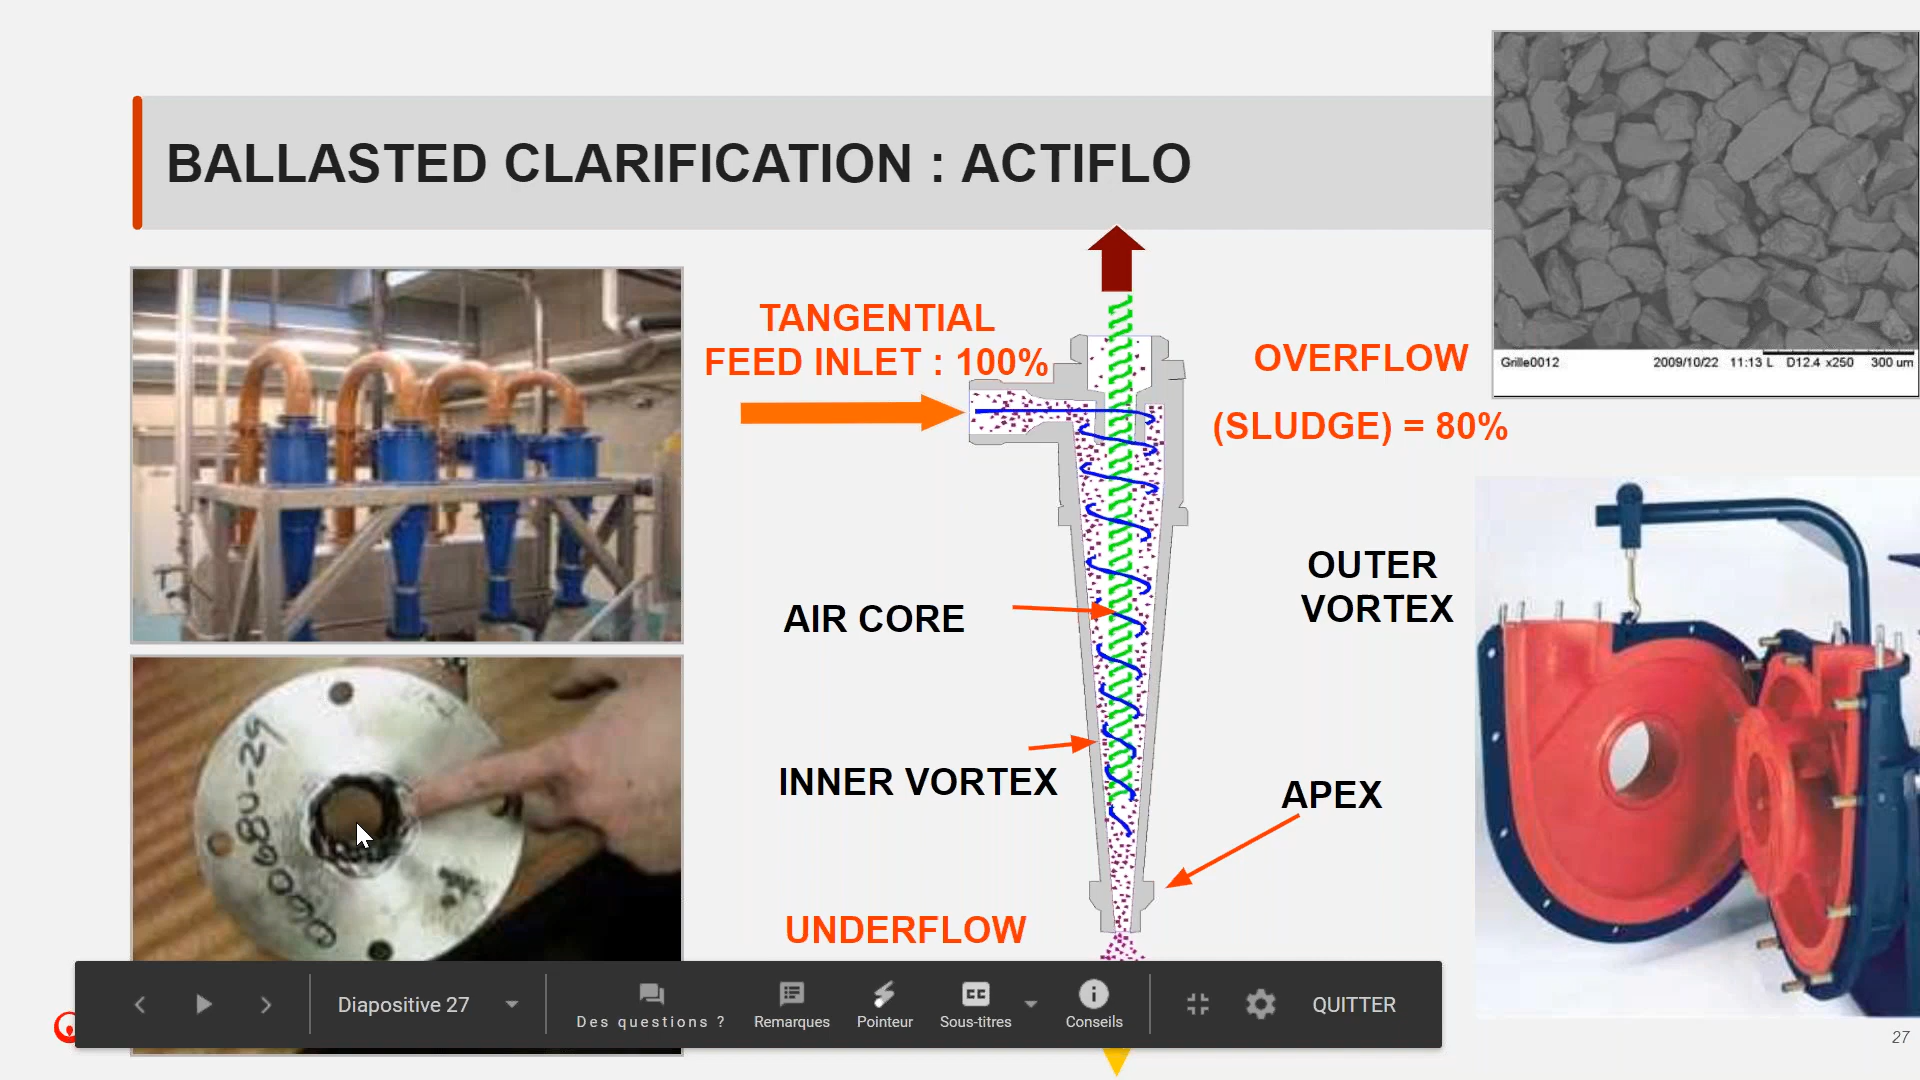 BALLASTED CLARIFICATION : ACTIFLO
Grille0012 2009/10/22 11:13 L D12.4 x250 300 um
TANGENTIAL
FEED INLET : 100%
OVERFLOW
(SLUDGE) = 80%
OUTER
VORTEX
AIR CORE
INNER VORTEX
APEX
UNDERFLOW
Diapositive 27
Des questions ?
Remarques
Pointeur
Sous-titres
Conseils
QUITTER
27